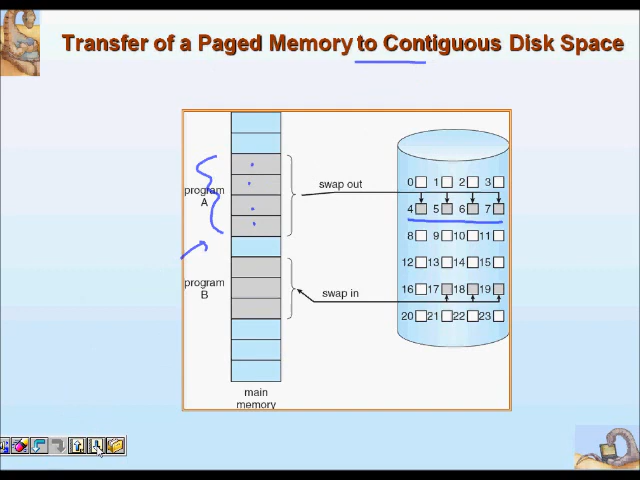 Transfer of a Paged Memory to Contiguous Disk Space
program
A
swap out
0 1 2 3
4 5 6 7
8 9 10 11
program
B
12 13 14 15
swap in
16 17 18 19
20 21 22 23
main
memory